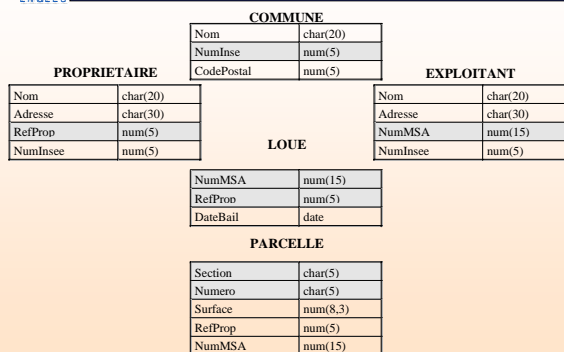 COMMUNE
Nom char(20)
NumInse num(5)
CodePostal num(5)
PROPRIETAIRE
Nom char(20)
Adresse char(30)
RefProp num(5)
NumInsee num(5)
EXPLOITANT
Nom char(20)
Adresse char(30)
NumMSA num(15)
NumInsee num(5)
LOUE
NumMSA num(15)
RefProp num(5)
DateBail date
PARCELLE
Section char(5)
Numero char(5)
Surface num(8,3)
RefProp num(5)
NumMSA num(15)